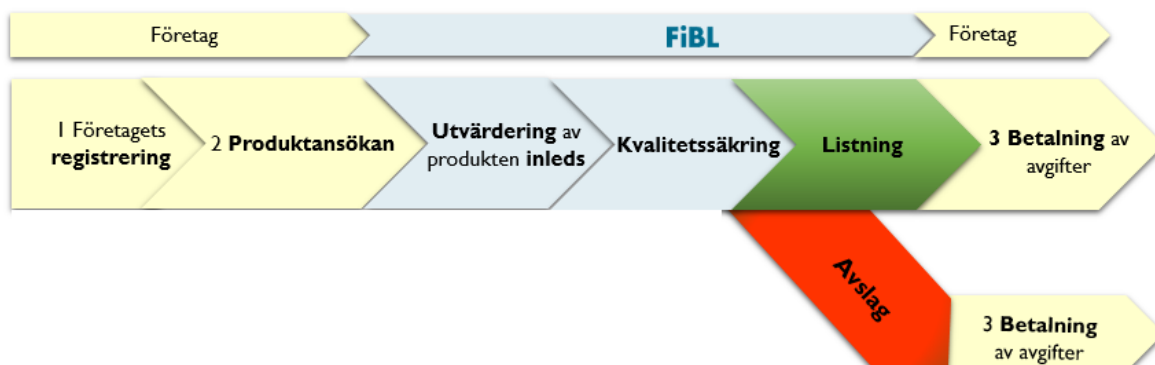 Företag
FiBL
Företag
1 Företagets
registrering
2 Produktansökan
Utvärdering av
produkten inleds
Kvalitetssäkring
Listning
3 Betalning av
avgifter
Avslag
3 Betalning
av avgifter